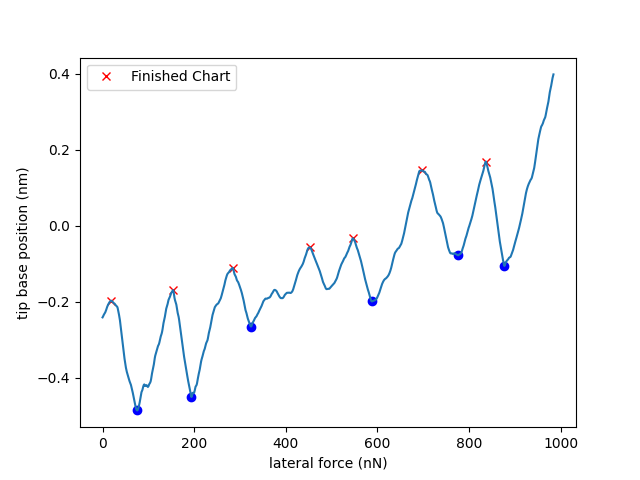 Finished Chart
0.4
0.2
0.0
−0.2
−0.4
tip base position (nm)
0 200 400 600 800 1000
lateral force (nN)